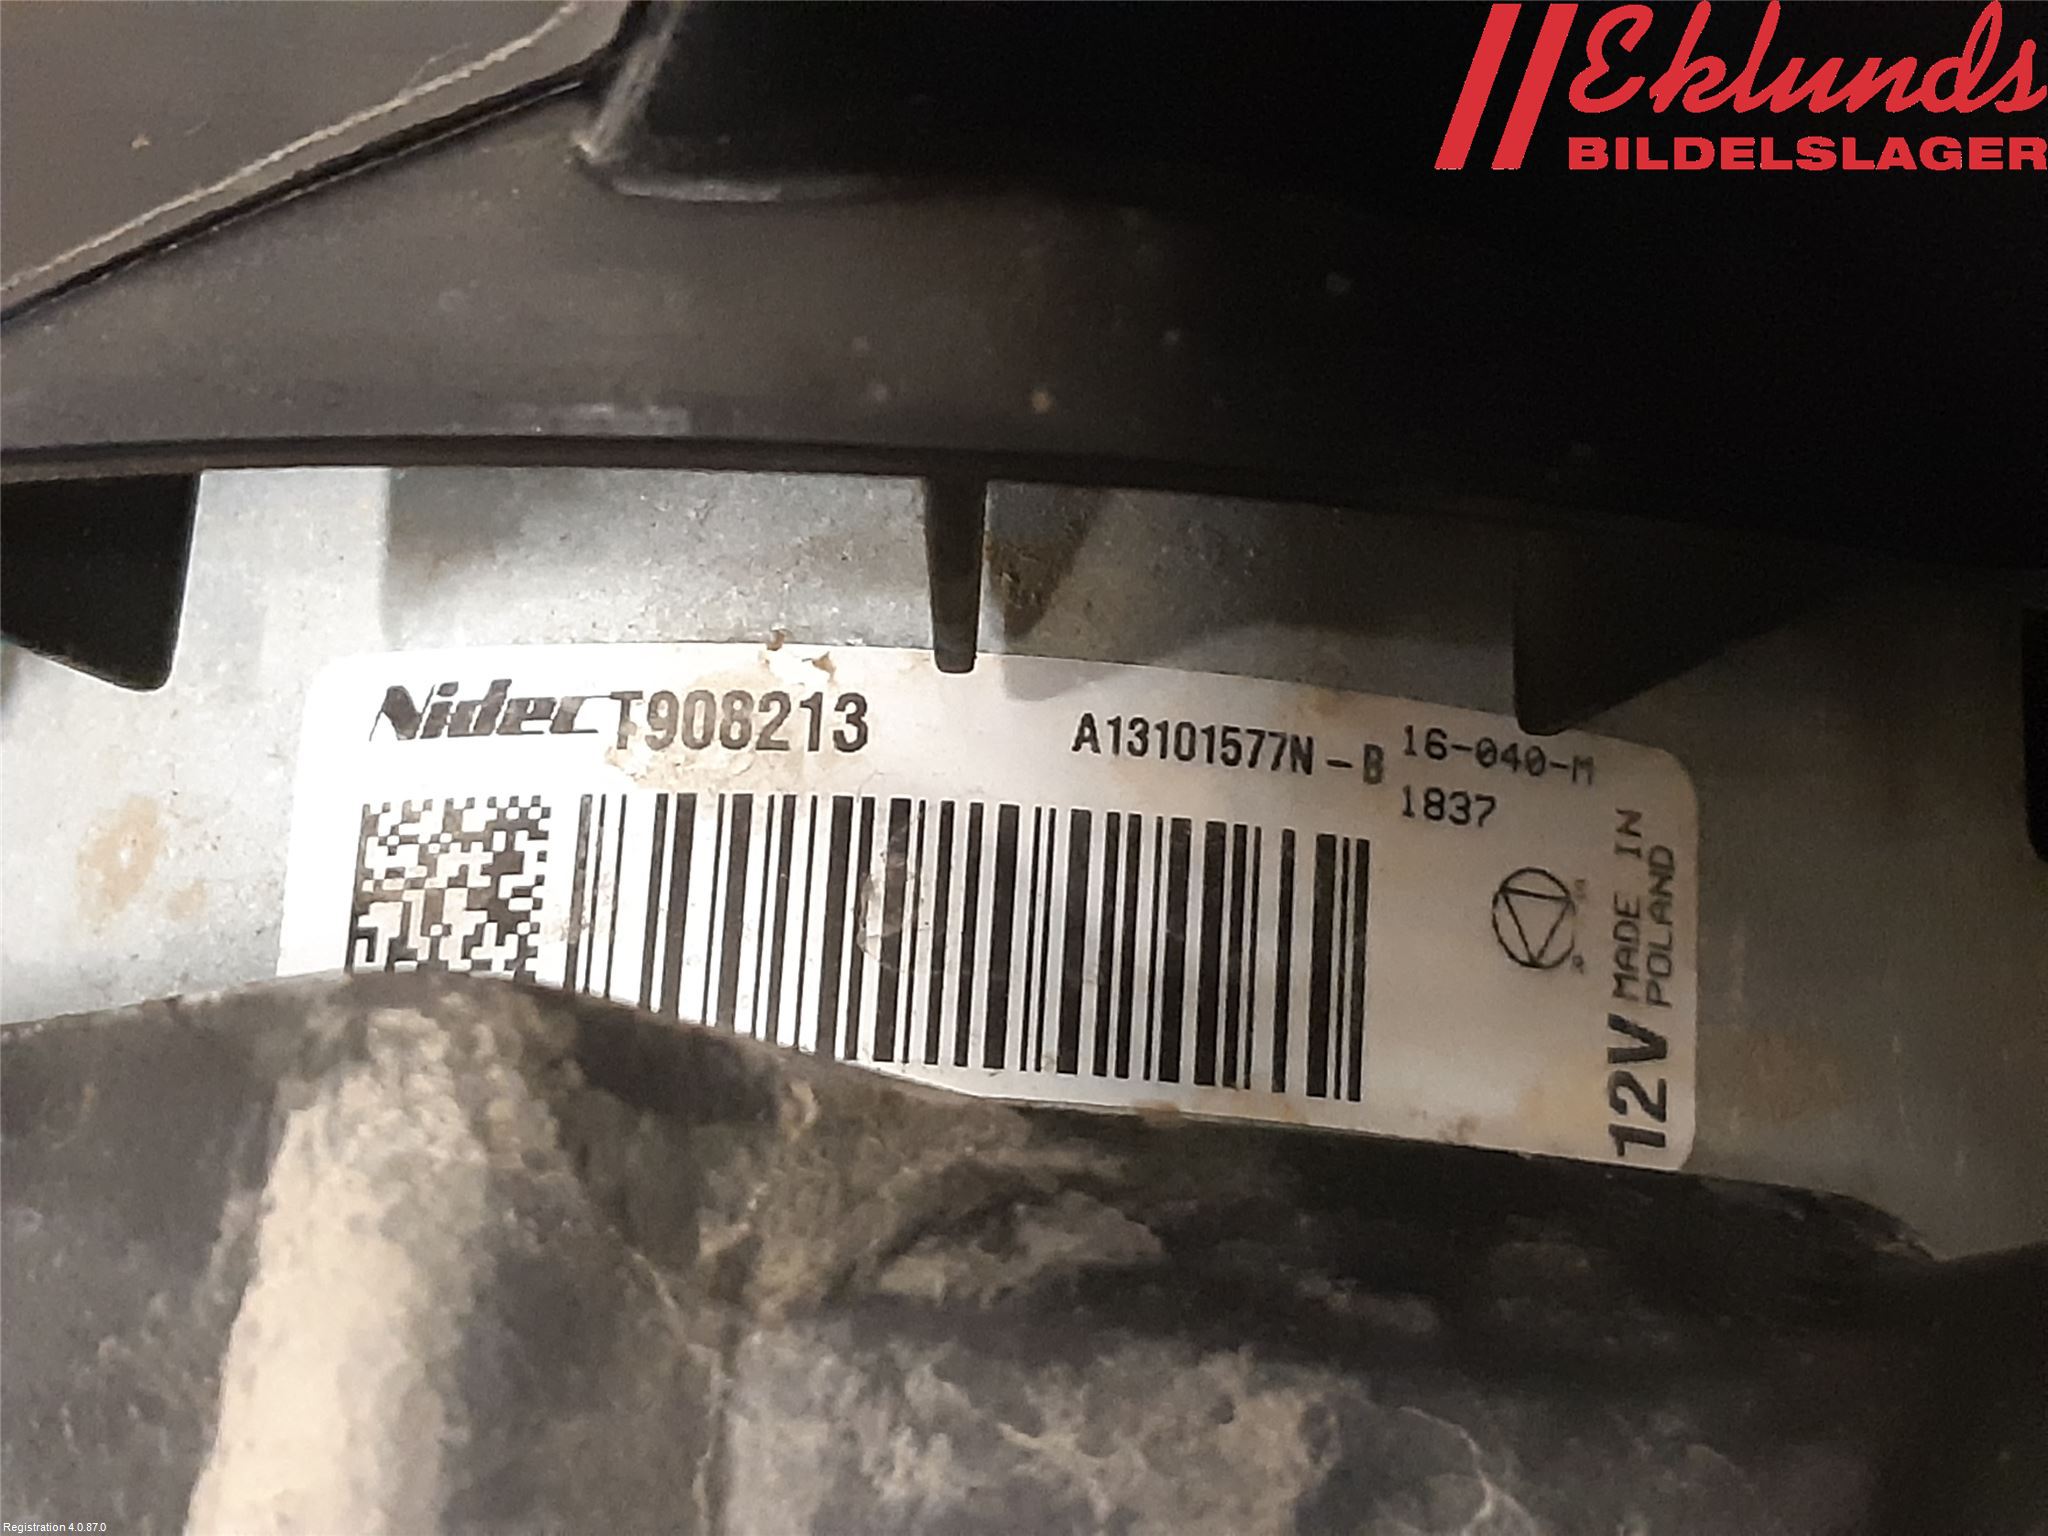 Eklunds
BILDELSLAGER
Nidec T908213
A13101577N-B
16-040-M
1837
12V
MADE IN
POLAND
Registration 4.0.87.0